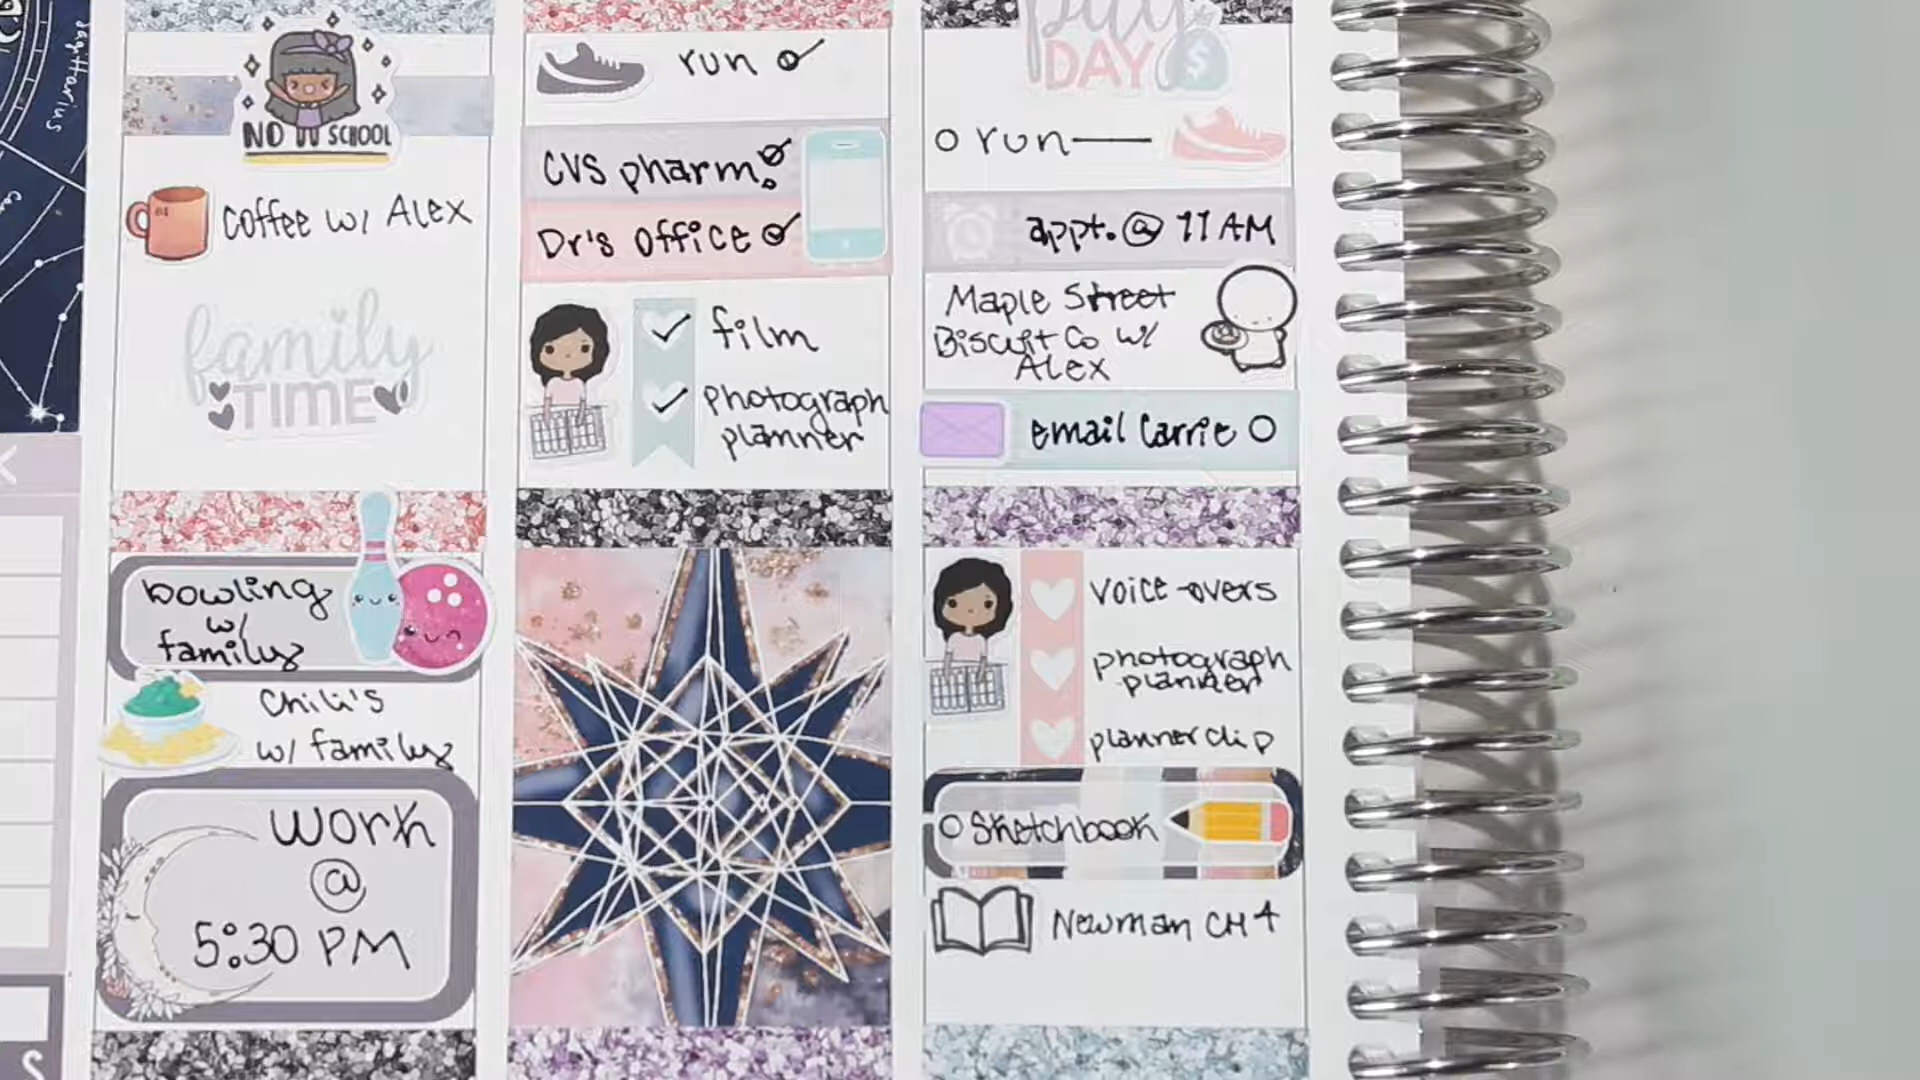 Sagittarius
NO SCHOOL
Coffee w/ Alex
family
TIME
bowling
w/
family
Chili's
w/ family
Work
@
5:30 PM
run
CVS pharm.
Dr's Office
film
photograph
planner
pay
DAY
$
run
appt. @ 11 AM
Maple Street
Biscuit Co w/
Alex
email Carrie
voice-overs
photograph
planner
planner clip
Sketchbook
Newman CH 4